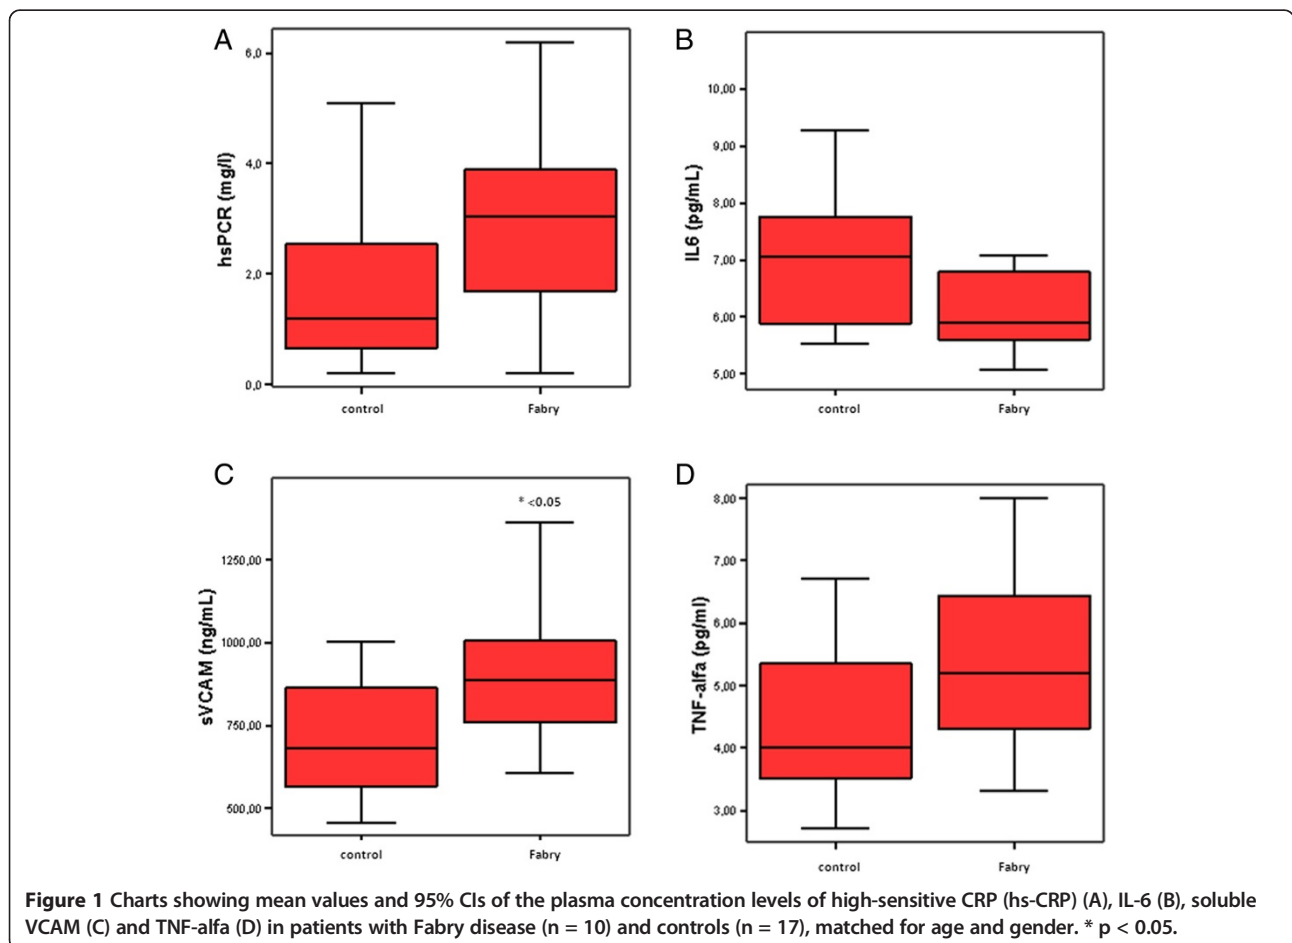 A
hsPCR (mg/l)
6,0
4,0
2,0
0,0
control Fabry
B
IL6 (pg/mL)
10,00
9,00
8,00
7,00
6,00
5,00
control Fabry
C
sVCAM (ng/mL)
* <0.05
1250,00
1000,00
750,00
500,00
control Fabry
D
TNF-alfa (pg/ml)
8,00
7,00
6,00
5,00
4,00
3,00
control Fabry
Figure 1 Charts showing mean values and 95% CIs of the plasma concentration levels of high-sensitive CRP (hs-CRP) (A), IL-6 (B), soluble
VCAM (C) and TNF-alfa (D) in patients with Fabry disease (n = 10) and controls (n = 17), matched for age and gender. * p < 0.05.